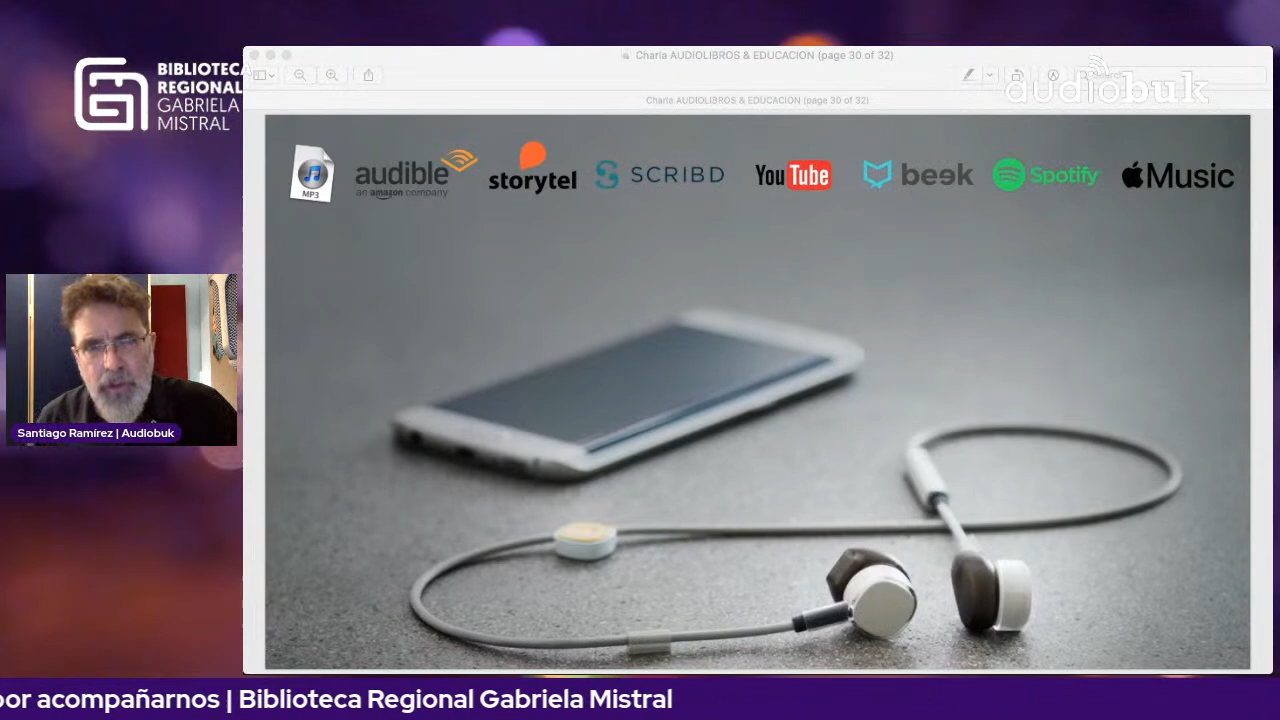 BIBLIOTECA
REGIONAL
GABRIELA
MISTRAL
Charla AUDIOLIBROS & EDUCACION (page 30 of 32)
audiobuk
Charla AUDIOLIBROS & EDUCACION (page 30 of 32)
MP3
audible
an amazon company
storytel
SCRIBD
YouTube
beek
Spotify
Music
Santiago Ramírez | Audiobuk
por acompañarnos | Biblioteca Regional Gabriela Mistral